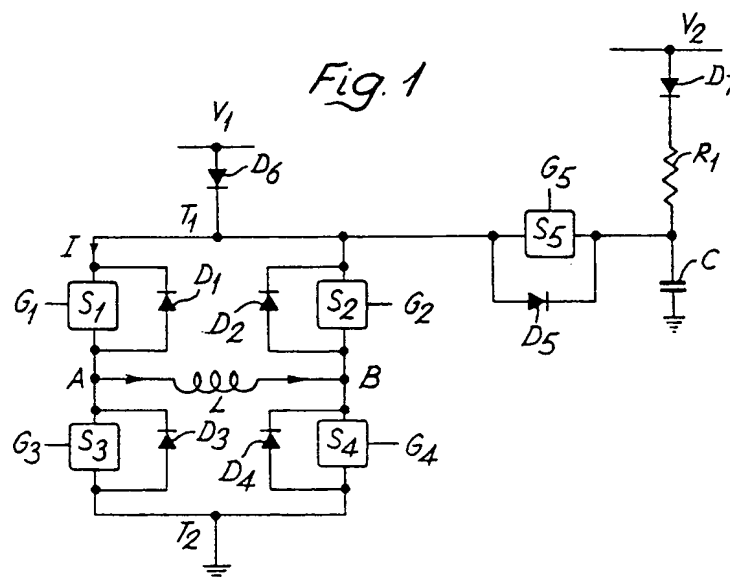 Fig. 1
V2
D7
R1
V1
D6
G5
S5
T1
I
C
G1 S1 D1 D2 S2 G2
D5
A L B
G3 S3 D3 D4 S4 G4
T2